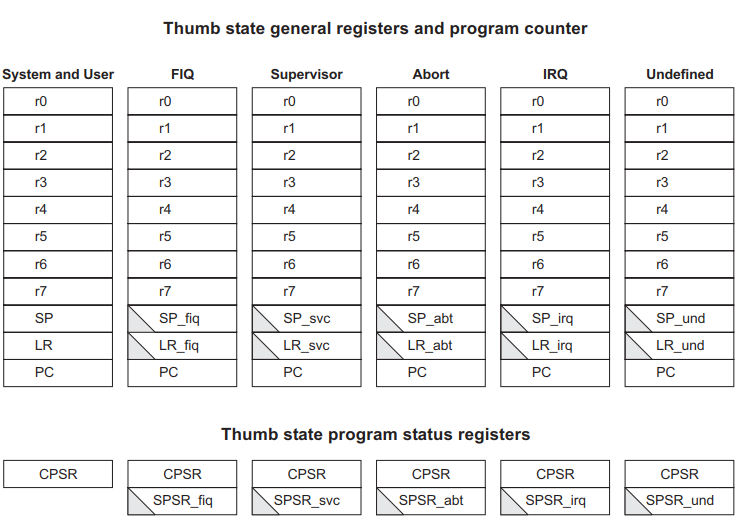 Thumb state general registers and program counter
System and User FIQ Supervisor Abort IRQ Undefined
r0 r0 r0 r0 r0 r0
r1 r1 r1 r1 r1 r1
r2 r2 r2 r2 r2 r2
r3 r3 r3 r3 r3 r3
r4 r4 r4 r4 r4 r4
r5 r5 r5 r5 r5 r5
r6 r6 r6 r6 r6 r6
r7 r7 r7 r7 r7 r7
SP SP_fiq SP_svc SP_abt SP_irq SP_und
LR LR_fiq LR_svc LR_abt LR_irq LR_und
PC PC PC PC PC PC
Thumb state program status registers
CPSR CPSR CPSR CPSR CPSR CPSR
SPSR_fiq SPSR_svc SPSR_abt SPSR_irq SPSR_und